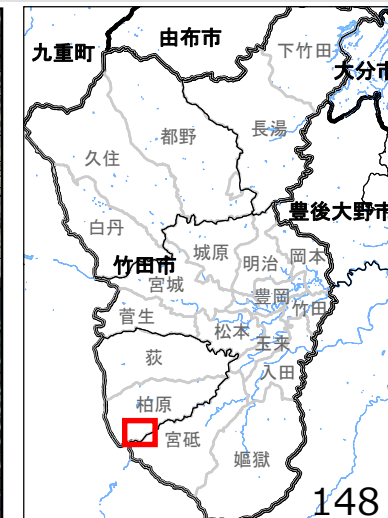 由布市
九重町
下竹田
大分市
都野
長湯
久住
白丹
豊後大野市
城原
岡本
明治
竹田市
宮城
豊岡
竹田
菅生
松本
玉来
荻
入田
柏原
宮砥
嫗獄
148